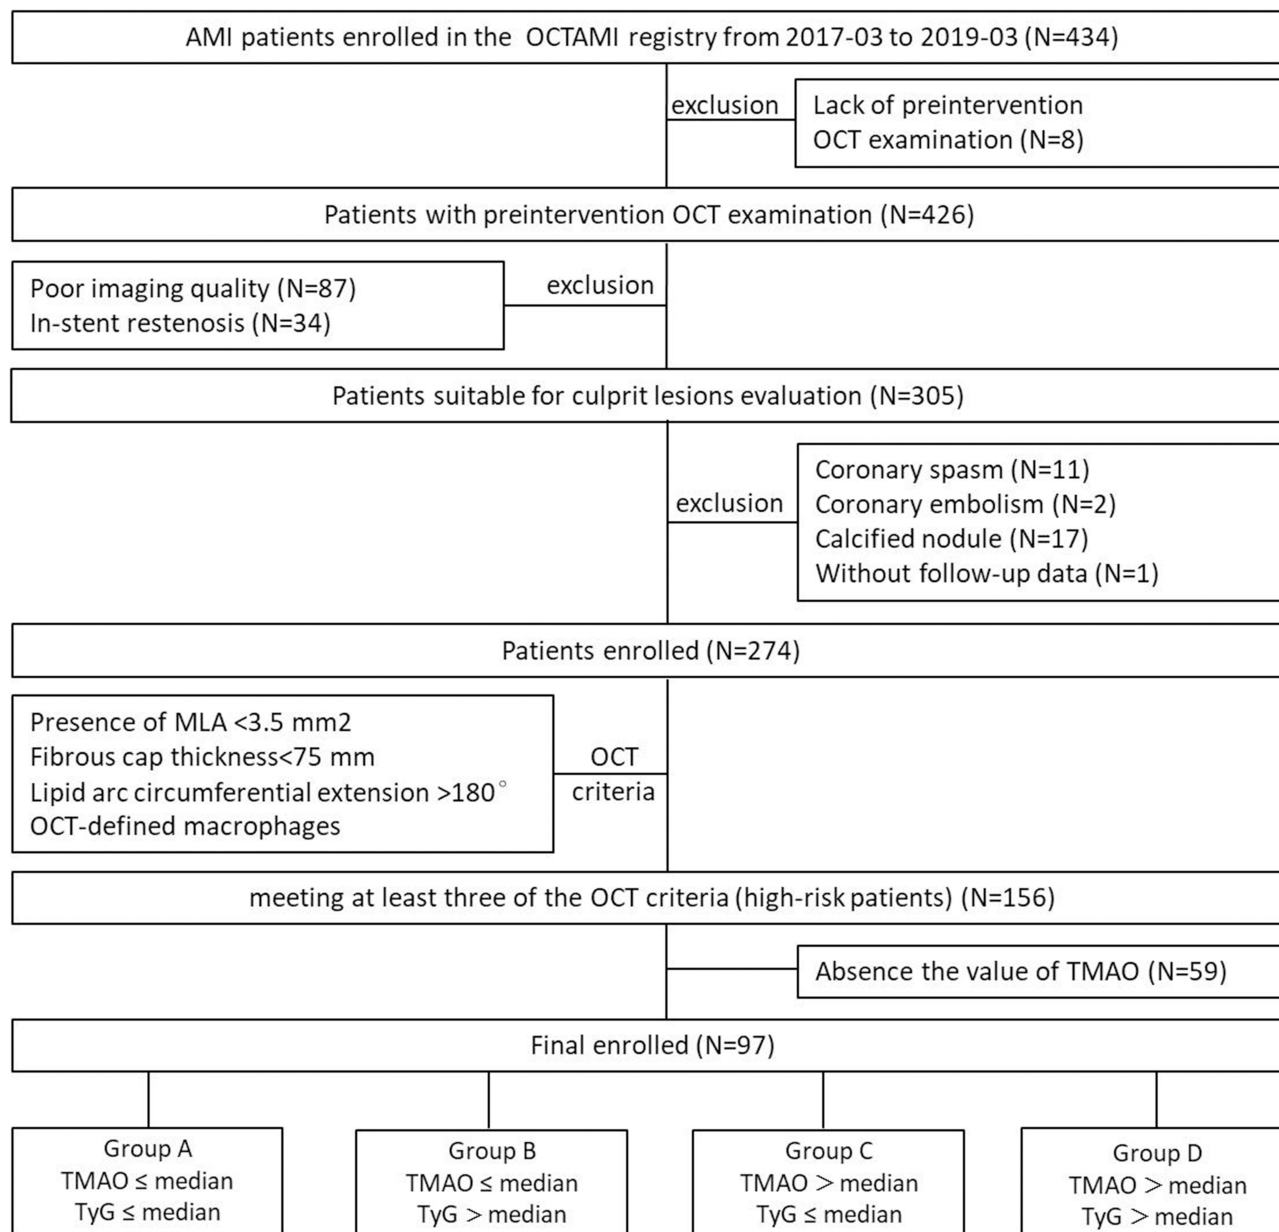 AMI patients enrolled in the OCTAMI registry from 2017-03 to 2019-03 (N=434)
exclusion
Lack of preintervention
OCT examination (N=8)
Patients with preintervention OCT examination (N=426)
Poor imaging quality (N=87)
In-stent restenosis (N=34)
exclusion
Patients suitable for culprit lesions evaluation (N=305)
exclusion
Coronary spasm (N=11)
Coronary embolism (N=2)
Calcified nodule (N=17)
Without follow-up data (N=1)
Patients enrolled (N=274)
Presence of MLA <3.5 mm2
Fibrous cap thickness<75 mm
Lipid arc circumferential extension >180°
OCT-defined macrophages
OCT
criteria
meeting at least three of the OCT criteria (high-risk patients) (N=156)
Absence the value of TMAO (N=59)
Final enrolled (N=97)
Group A
TMAO ≤ median
TyG ≤ median
Group B
TMAO ≤ median
TyG > median
Group C
TMAO > median
TyG ≤ median
Group D
TMAO > median
TyG > median